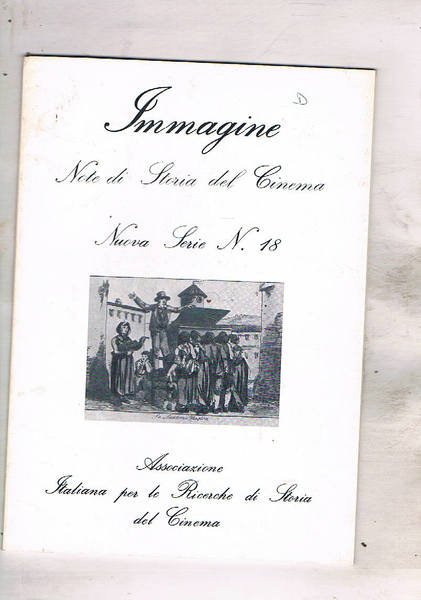 Immagine
Note di Storia del Cinema
Nuova Serie N. 18
Associazione
Italiana per le Ricerche di Storia
del Cinema